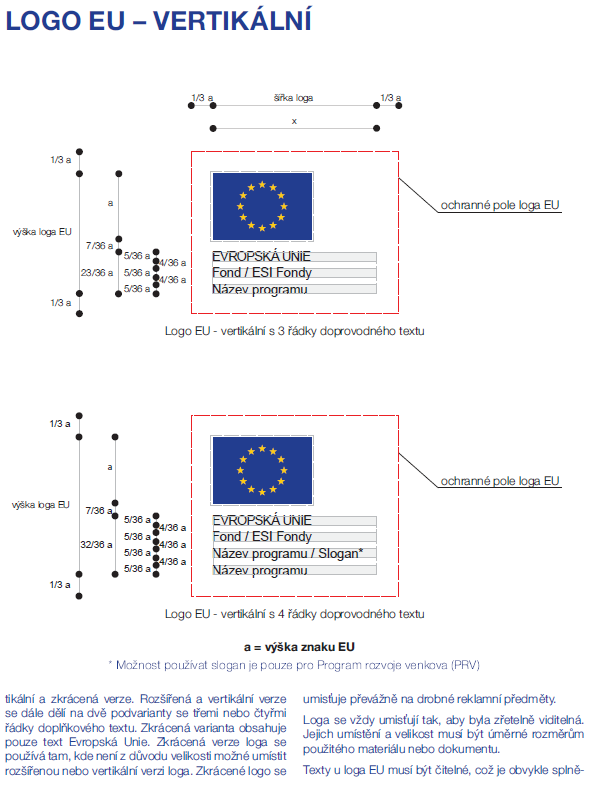 LOGO EU – VERTIKÁLNÍ
1/3 a
šířka loga
1/3 a
x
1/3 a
a
výška loga EU
7/36 a
5/36 a
4/36 a
23/36 a
5/36 a
4/36 a
5/36 a
1/3 a
ochranné pole loga EU
EVROPSKÁ UNIE
Fond / ESI Fondy
Název programu
Logo EU - vertikální s 3 řádky doprovodného textu
1/3 a
a
výška loga EU
7/36 a
5/36 a
4/36 a
5/36 a
32/36 a
4/36 a
5/36 a
4/36 a
5/36 a
1/3 a
ochranné pole loga EU
EVROPSKÁ UNIE
Fond / ESI Fondy
Název programu / Slogan*
Název programu
Logo EU - vertikální s 4 řádky doprovodného textu
a = výška znaku EU
* Možnost používat slogan je pouze pro Program rozvoje venkova (PRV)
tikální a zkrácená verze. Rozšířená a vertikální verze
se dále dělí na dvě podvarianty se třemi nebo čtyřmi
řádky doplňkového textu. Zkrácená varianta obsahuje
pouze text Evropská Unie. Zkrácená verze loga se
používá tam, kde není z důvodu velikosti možné umístit
rozšířenou nebo vertikální verzi loga. Zkrácené logo se
umisťuje převážně na drobné reklamní předměty.
Loga se vždy umisťují tak, aby byla zřetelně viditelná.
Jejich umístění a velikost musí být úměrné rozměrům
použitého materiálu nebo dokumentu.
Texty u loga EU musí být čitelné, což je obvykle splně-